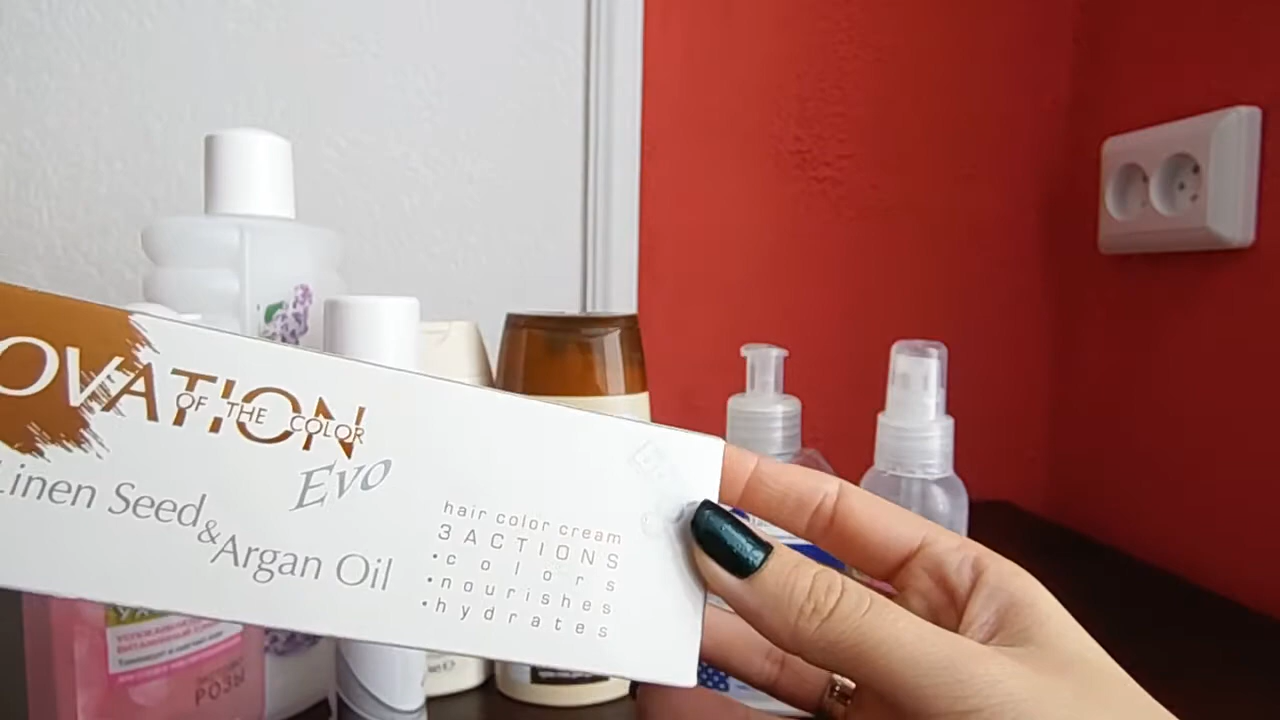 OVATION
OF THE COLOR
Evo
Linen Seed
& Argan Oil
hair color cream
3 ACTIONS
• colors
• nourishes
• hydrates
РОЗЫ